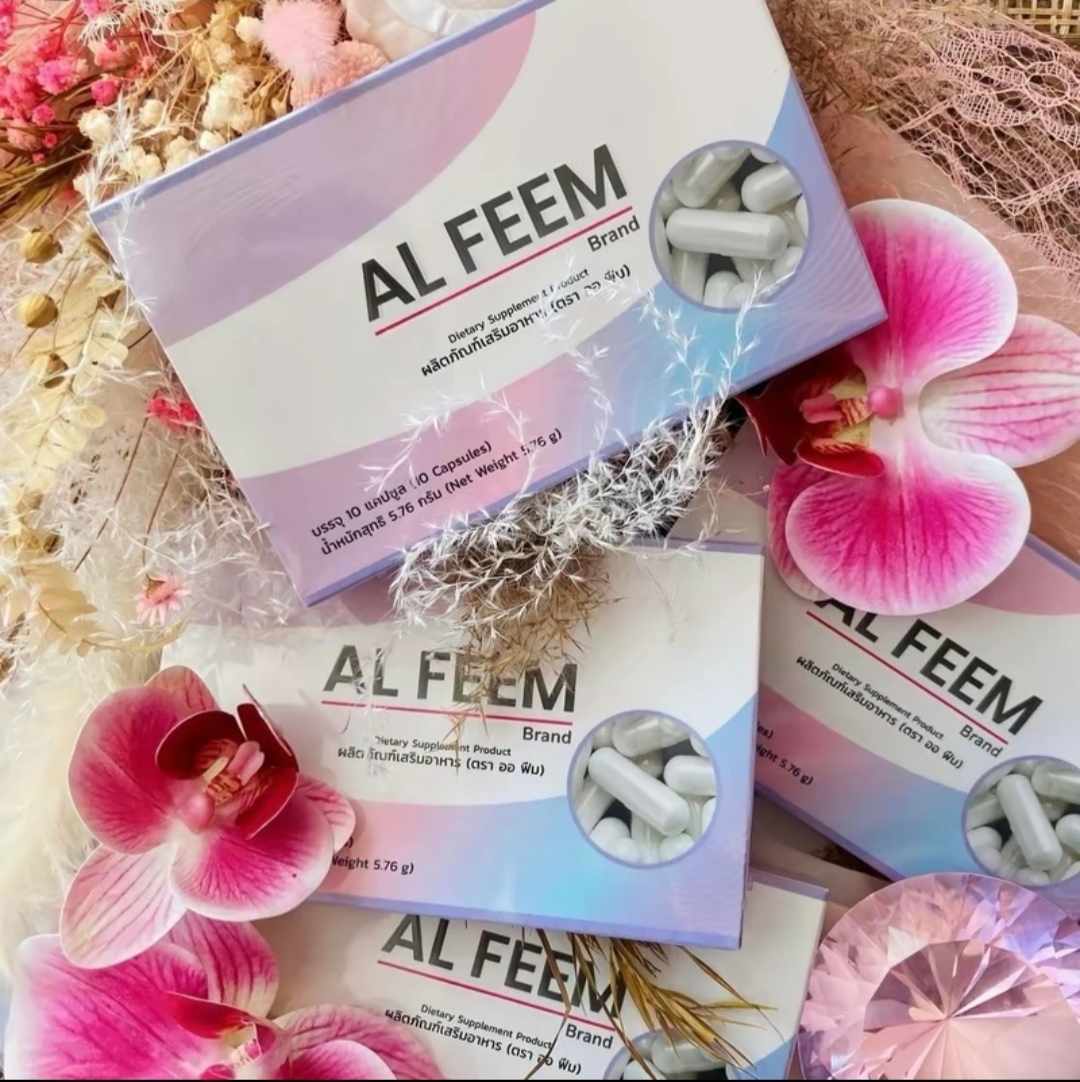 AL FEEM
Brand
Dietary Supplement Product
ผลิตภัณฑ์เสริมอาหาร (ตรา ออ ฟีม)
บรรจุ 10 แคปซูล (10 Capsules)
น้ำหนักสุทธิ 5.76 กรัม (Net Weight 5.76 g)
AL FEEM
Brand
Dietary Supplement Product
ผลิตภัณฑ์เสริมอาหาร (ตรา ออ ฟีม)
eight 5.76 g)
AL FEEM
Brand
Dietary Supplement Product
ผลิตภัณฑ์เสริมอาหาร (ตรา ออ ฟีม)
ight 5.76 g)
AL FEEM
Brand
Dietary Supplement Product
ผลิตภัณฑ์เสริมอาหาร (ตรา ออ ฟีม)